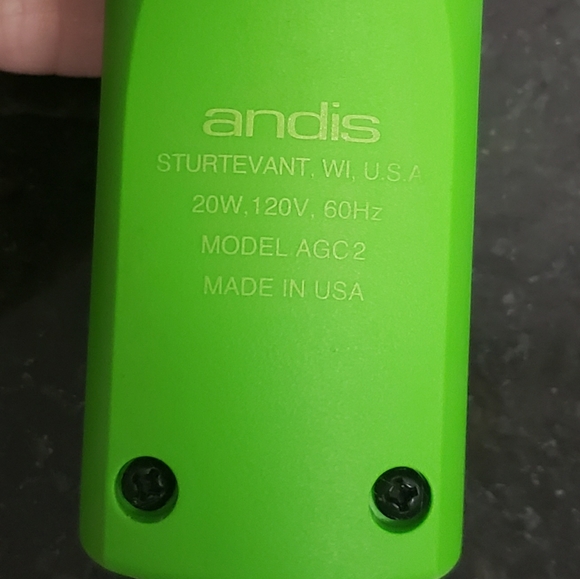 andis
STURTEVANT, WI, U.S.A
20W,120V, 60Hz
MODEL AGC2
MADE IN USA